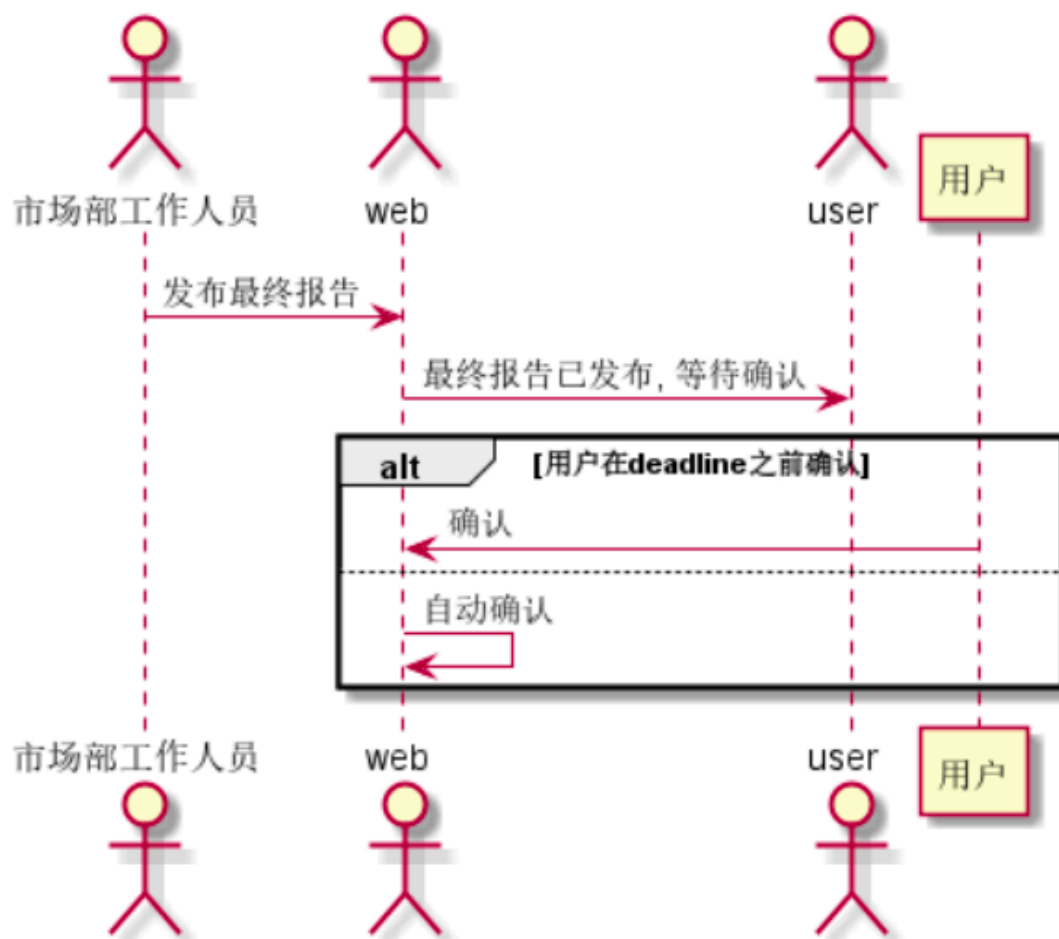 市场部工作人员
web
user
用户
发布最终报告
最终报告已发布, 等待确认
alt
[用户在deadline之前确认]
确认
自动确认
市场部工作人员
web
user
用户